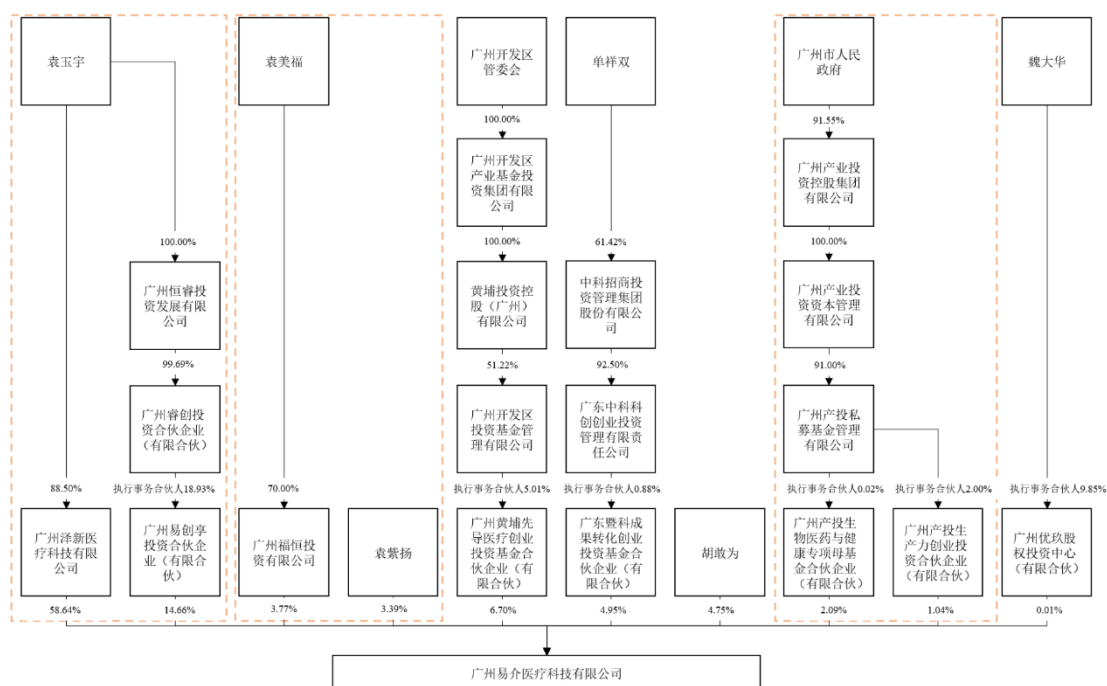 袁玉宇
袁美福
广州开发区
管委会
单祥双
广州市人民
政府
魏大华
100.00%
91.55%
广州开发区
产业基金投
资集团有限
公司
广州产业投
资控股集团
有限公司
100.00%
100.00%
61.42%
100.00%
广州恒睿投
资发展有限
公司
黄埔投资控
股（广州）
有限公司
中科招商投
资管理集团
股份有限公
司
广州产业投
资资本管理
有限公司
99.69%
51.22%
92.50%
91.00%
广州睿创投
资合伙企业
（有限合伙）
广州开发区
投资基金管
理有限公司
广东中科科
创创业投资
管理有限责
任公司
广州产投私
募基金管理
有限公司
88.50%
执行事务合伙人18.93%
70.00%
执行事务合伙人5.01%
执行事务合伙人0.88%
执行事务合伙人0.02%
执行事务合伙人2.00%
执行事务合伙人9.85%
广州泽新医
疗科技有限
公司
广州易创享
投资合伙企
业（有限合
伙）
广州福恒投
资有限公司
袁紫扬
广州黄埔先
导医疗创业
投资基金合
伙企业（有
限合伙）
广东暨科成
果转化创业
投资基金合
伙企业（有
限合伙）
胡敢为
广州产投生
物医药与健
康专项母基
金合伙企业
（有限合伙）
广州产投生
产力创业投
资合伙企业
（有限合伙）
广州优玖股
权投资中心
（有限合伙）
58.64%
14.66%
3.77%
3.39%
6.70%
4.95%
4.75%
2.09%
1.04%
0.01%
广州易介医疗科技有限公司